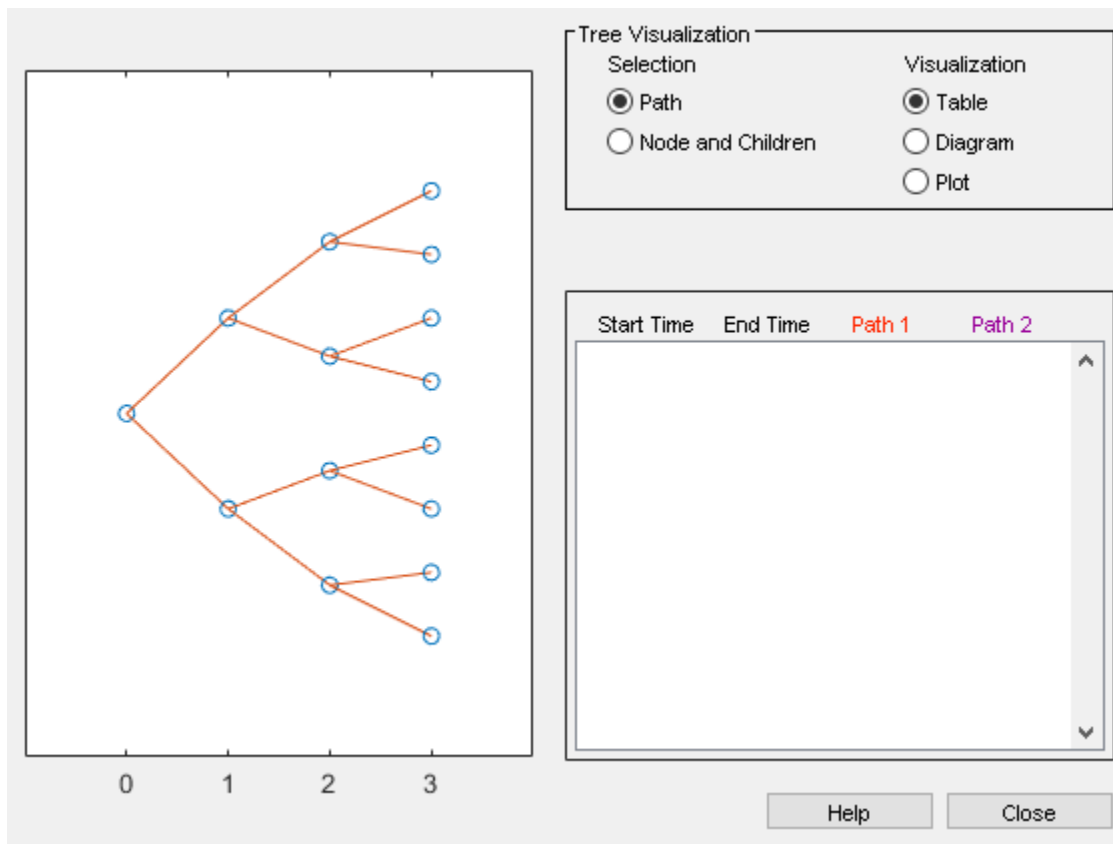 Tree Visualization
Selection
Visualization
Path
Table
Node and Children
Diagram
Plot
Start Time End Time Path 1 Path 2
0 1 2 3
Help
Close